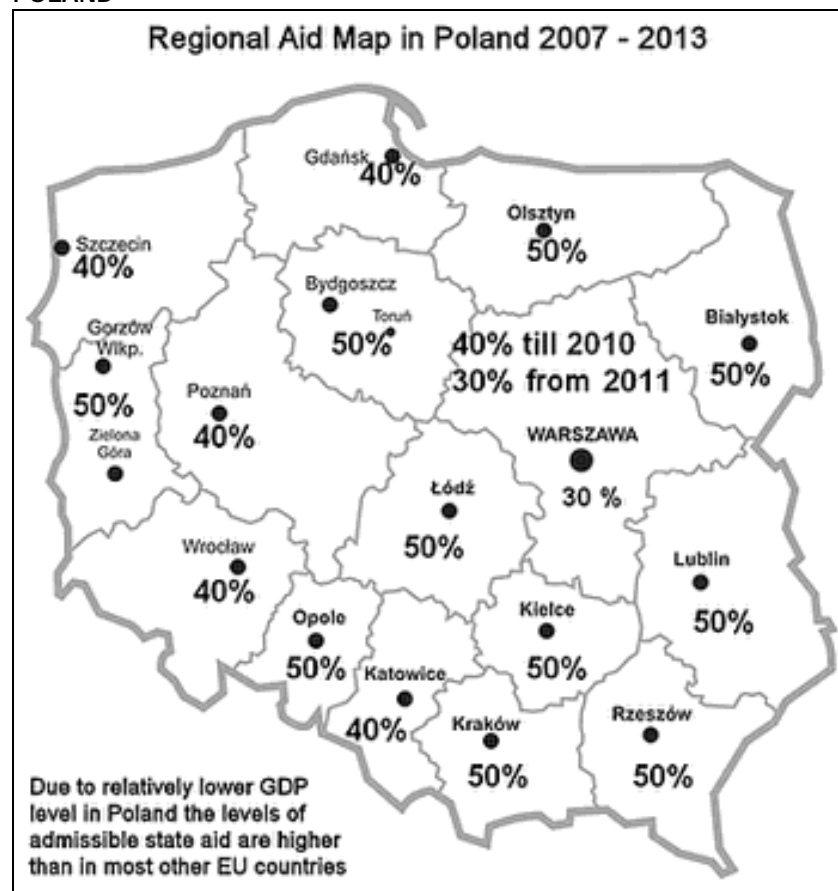 POLAND
Regional Aid Map in Poland 2007 - 2013
Gdańsk
40%
Olsztyn
50%
Szczecin
40%
Bydgoszcz
Toruń
50%
40% till 2010
30% from 2011
Białystok
50%
Gorzów
Wlkp.
50%
Zielona
Góra
Poznań
40%
WARSZAWA
30 %
Łódź
50%
Wrocław
40%
Lublin
50%
Opole
50%
Kielce
50%
Katowice
40%
Kraków
50%
Rzeszów
50%
Due to relatively lower GDP
level in Poland the levels of
admissible state aid are higher
than in most other EU countries